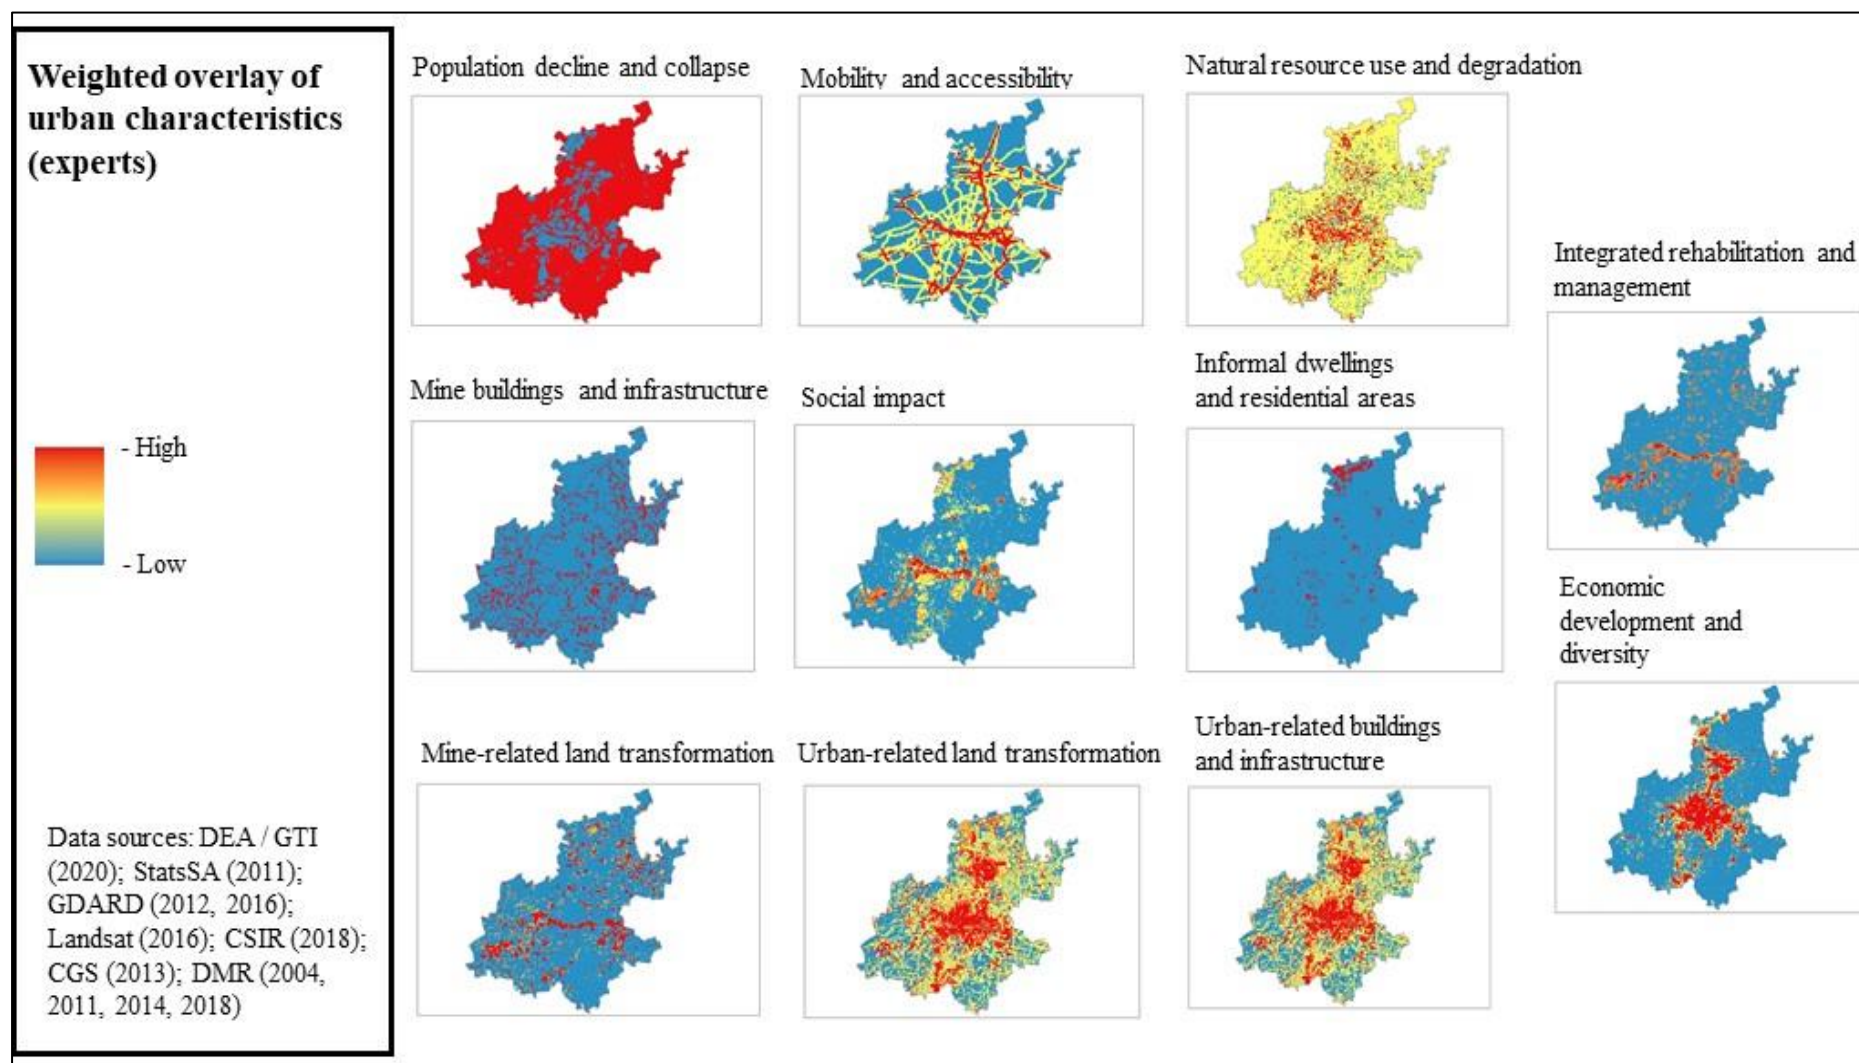 Weighted overlay of
urban characteristics
(experts)
- High
- Low
Data sources: DEA / GTI
(2020); StatsSA (2011);
GDARD (2012, 2016);
Landsat (2016); CSIR (2018);
CGS (2013); DMR (2004,
2011, 2014, 2018)
Population decline and collapse
Mobility and accessibility
Natural resource use and degradation
Integrated rehabilitation and
management
Mine buildings and infrastructure
Social impact
Informal dwellings
and residential areas
Economic
development and
diversity
Mine-related land transformation
Urban-related land transformation
Urban-related buildings
and infrastructure